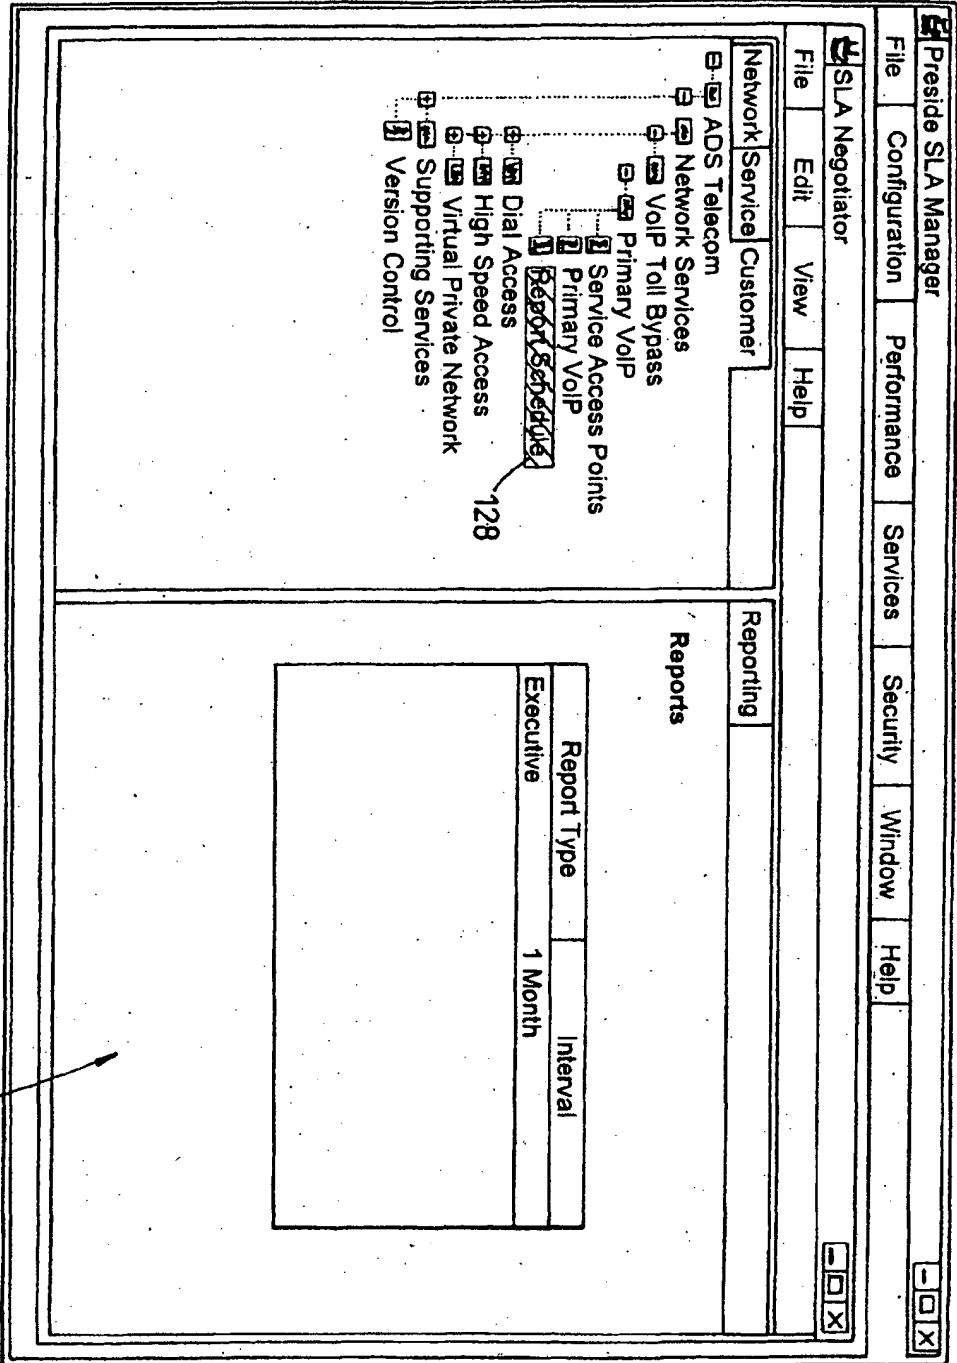 Preside SLA Manager
File Configuration Performance Services Security Window Help
SLA Negotiator
File Edit View Help
Network Service Customer
ADS Telecom
Network Services
VoIP Toll Bypass
Primary VoIP
Service Access Points
Primary VoIP
Report Schedule
128
Dial Access
High Speed Access
Virtual Private Network
Supporting Services
Version Control
Reporting
Reports
Report Type Interval
Executive 1 Month